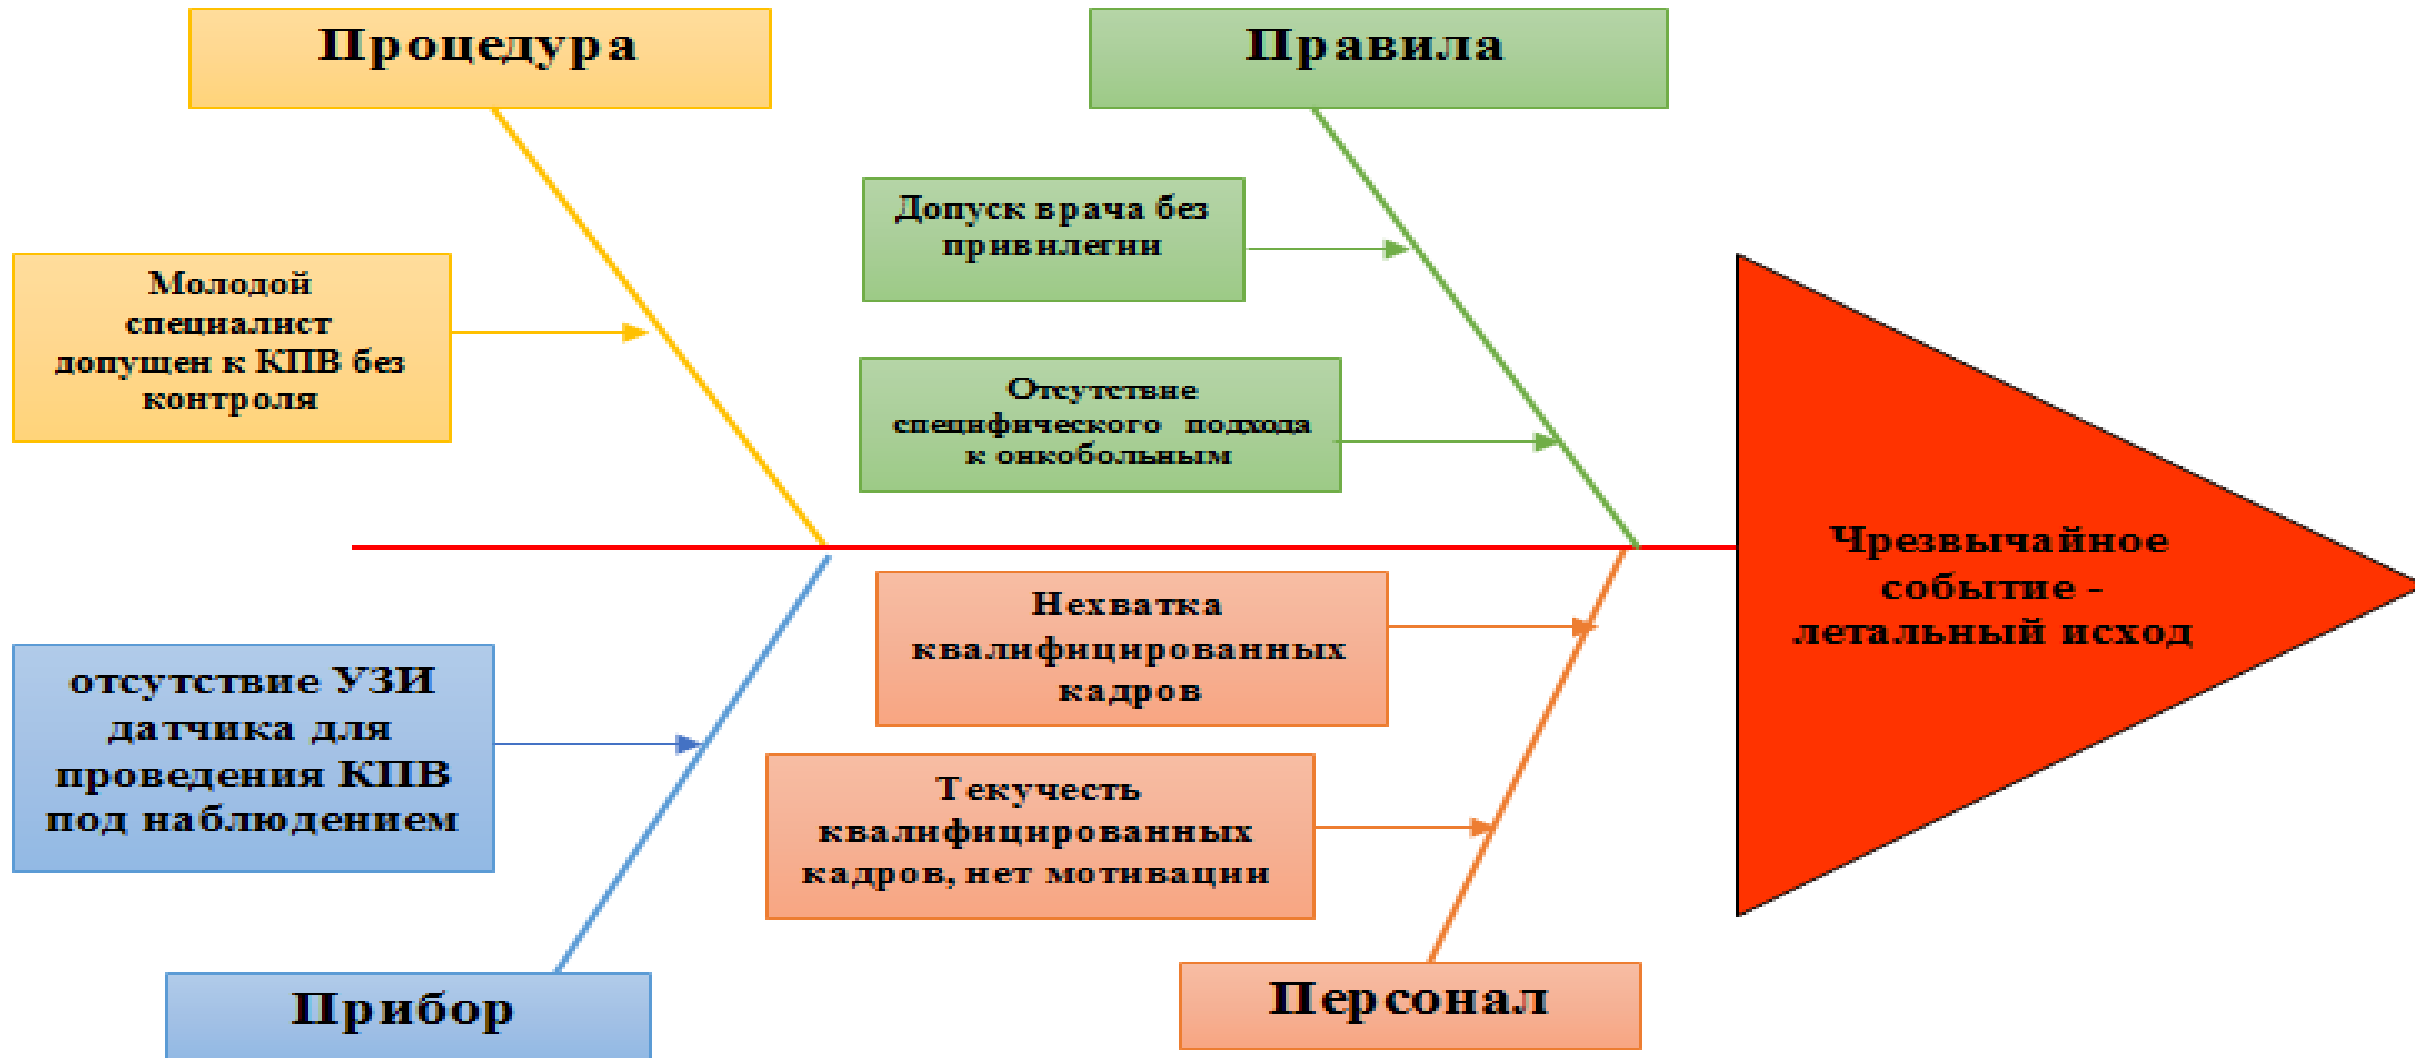 Процедура
Правила
Допуск врача без
привилегии
Молодой
специалист
допущен к КПВ без
контроля
Отсутствие
специфического подхода
к онкобольным
Чрезвычайное
событие -
летальный исход
Нехватка
квалифицированных
кадров
отсутствие УЗИ
датчика для
проведения КПВ
под наблюдением
Текучесть
квалифицированных
кадров, нет мотивации
Прибор
Персонал